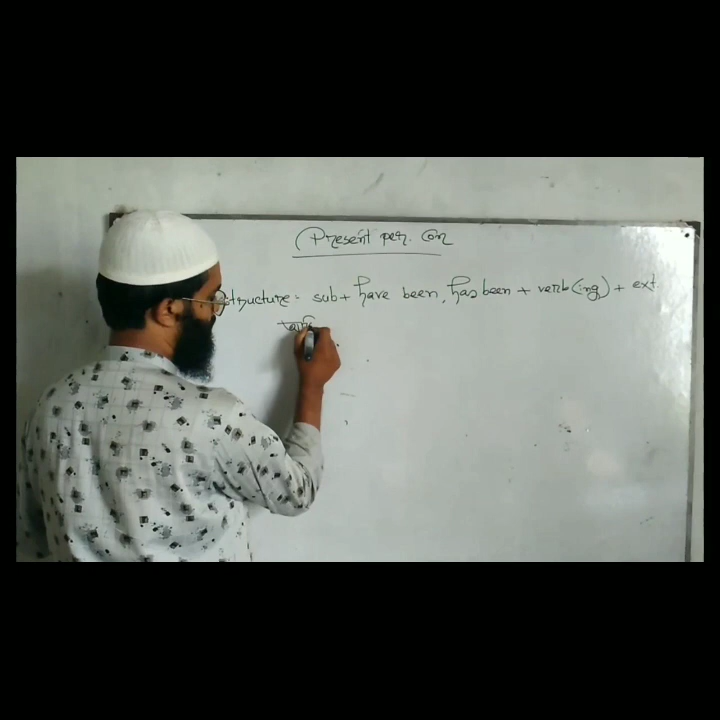 Present per. Con
Structure: sub + have been, has been + verb(ing) + ext.